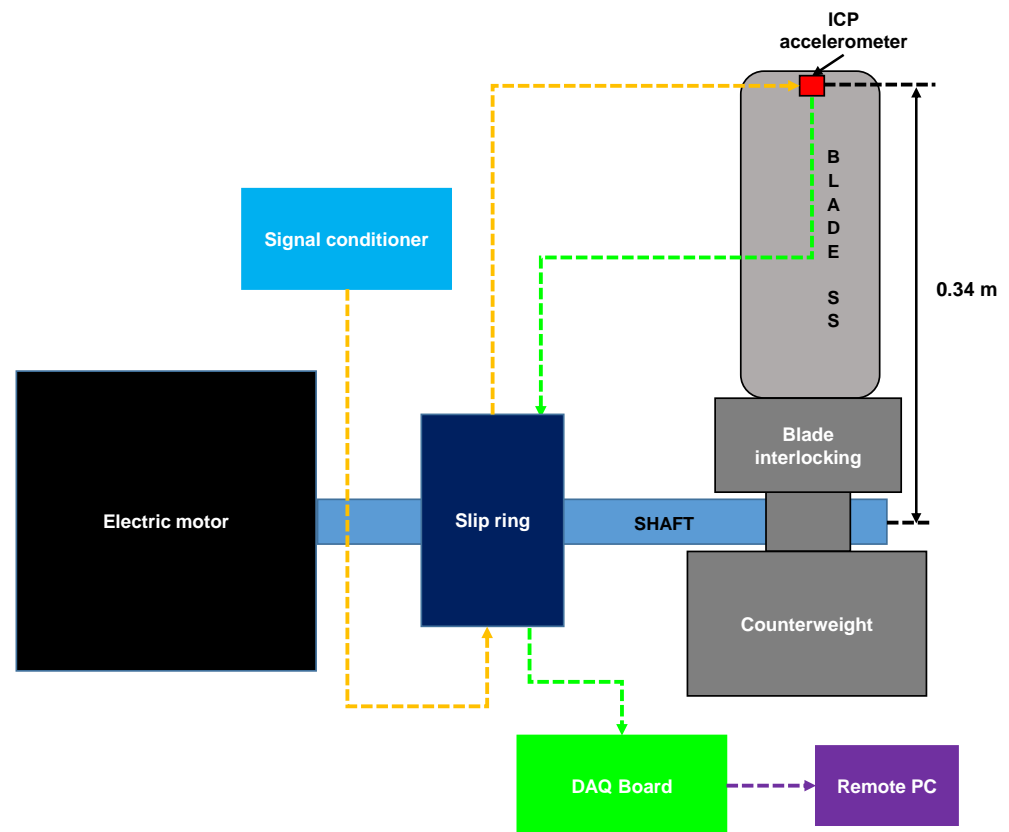 ICP
accelerometer
B
L
A
D
E
S
S
Signal conditioner
0.34 m
Blade
interlocking
Electric motor
Slip ring
SHAFT
Counterweight
DAQ Board
Remote PC